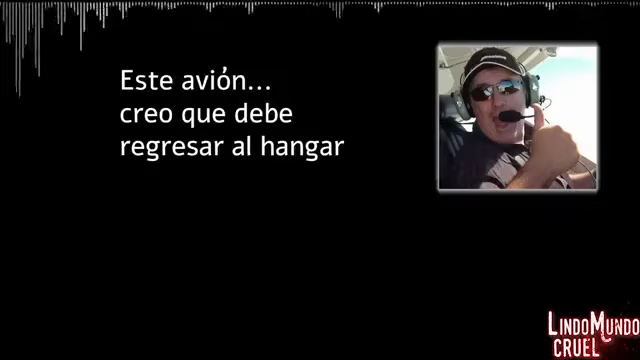 Este avión...
creo que debe
regresar al hangar
LINDOMUNDO
CRUEL